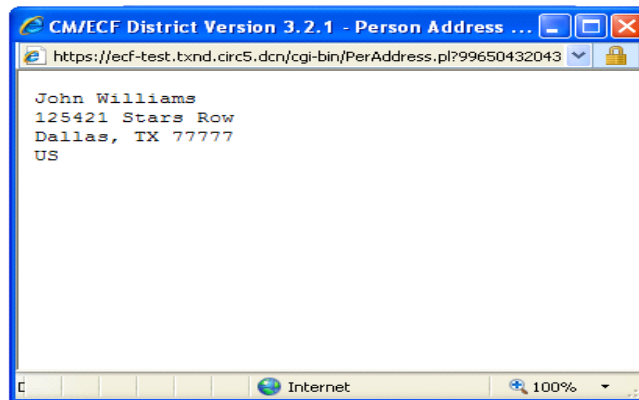 CM/ECF District Version 3.2.1 - Person Address ...
https://ecf-test.txnd.circ5.dcn/cgi-bin/PerAddress.pl?99650432043
John Williams
125421 Stars Row
Dallas, TX 77777
US
Internet
100%